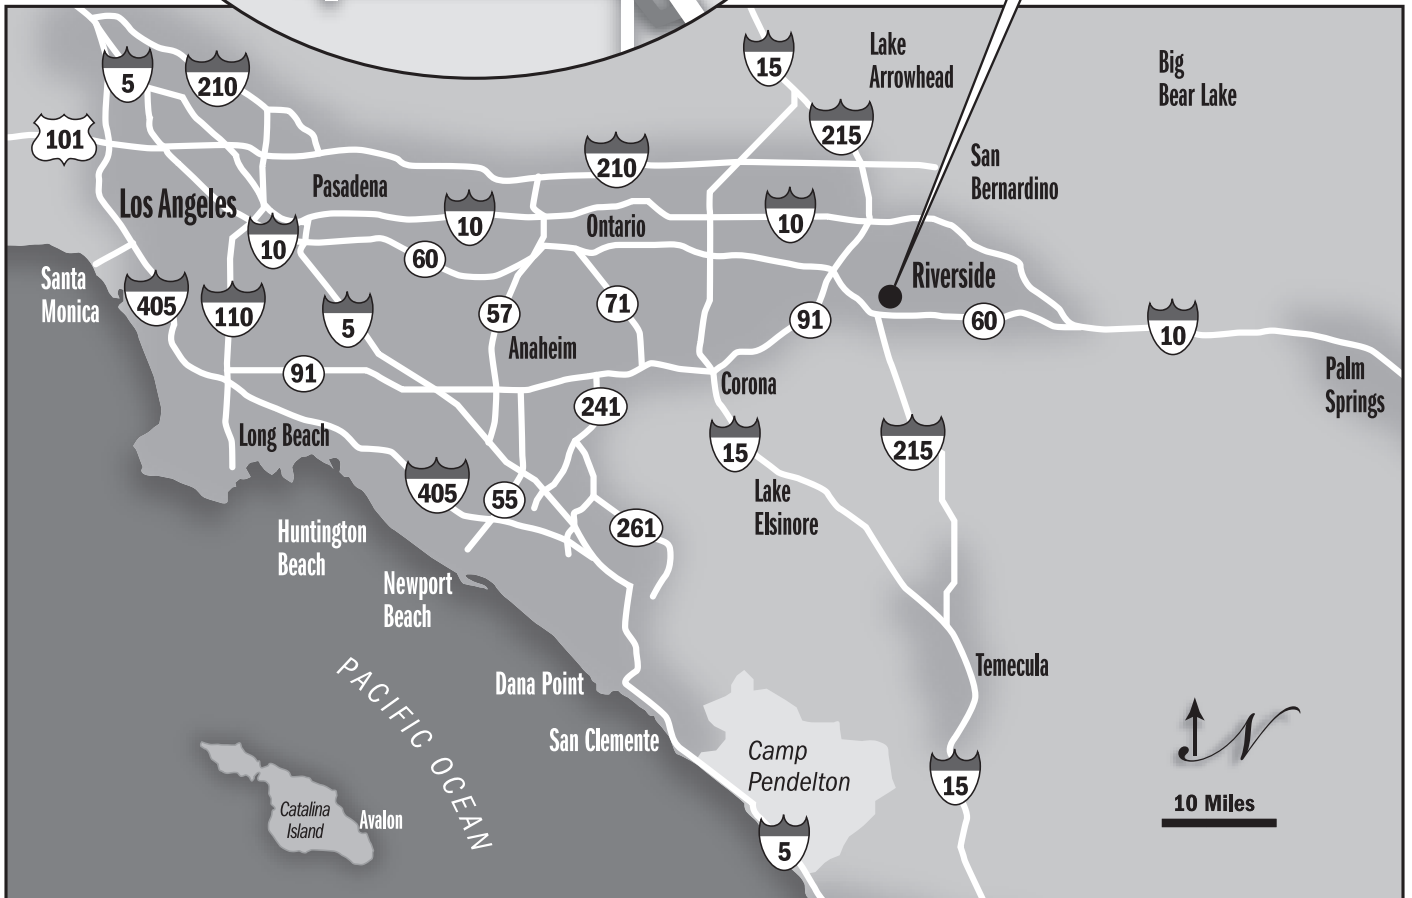 5
210
101
15
Lake
Arrowhead
Big
Bear Lake
215
210
San
Bernardino
Pasadena
Los Angeles
10
10
Ontario
10
60
Riverside
Santa
Monica
405
110
5
57
71
91
60
10
Anaheim
91
Corona
Palm
Springs
241
Long Beach
15
215
405
55
Lake
Elsinore
261
Huntington
Beach
Newport
Beach
PACIFIC OCEAN
Dana Point
Temecula
San Clemente
Camp
Pendelton
N
15
10 Miles
Catalina
Island
Avalon
5